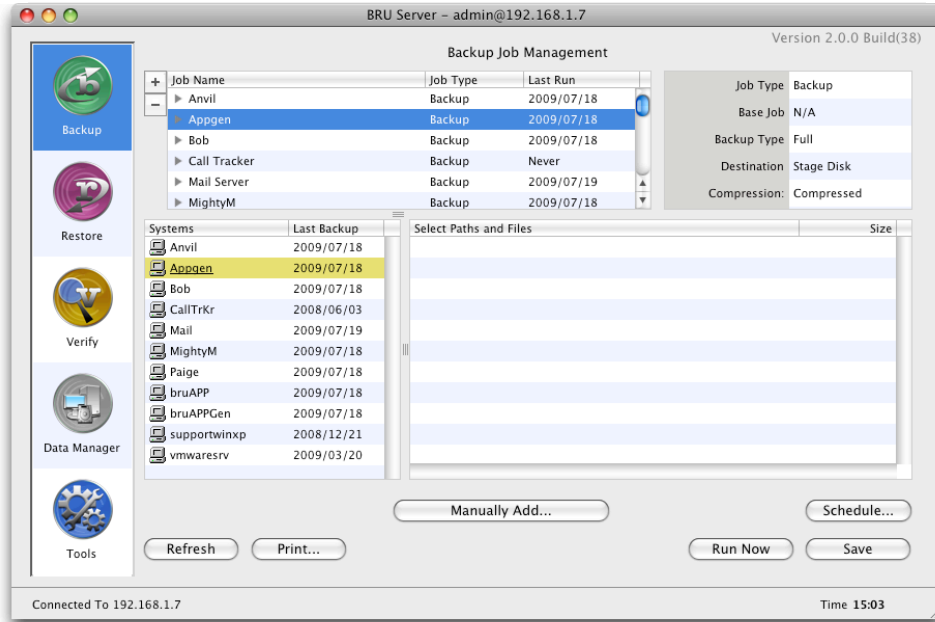 BRU Server – admin@192.168.1.7
Version 2.0.0 Build(38)
Backup Job Management
Backup
Restore
Verify
Data Manager
Tools
+
−
Job Name Job Type Last Run
Anvil Backup 2009/07/18
Appgen Backup 2009/07/18
Bob Backup 2009/07/18
Call Tracker Backup Never
Mail Server Backup 2009/07/19
MightyM Backup 2009/07/18
Job Type Backup
Base Job N/A
Backup Type Full
Destination Stage Disk
Compression: Compressed
Systems Last Backup
Anvil 2009/07/18
Appgen 2009/07/18
Bob 2009/07/18
CallTrKr 2008/06/03
Mail 2009/07/19
MightyM 2009/07/18
Paige 2009/07/18
bruAPP 2009/07/18
bruAPPGen 2009/07/18
supportwinxp 2008/12/21
vmwaresrv 2009/03/20
Select Paths and Files Size
Manually Add... Schedule...
Refresh Print... Run Now Save
Connected To 192.168.1.7 Time 15:03